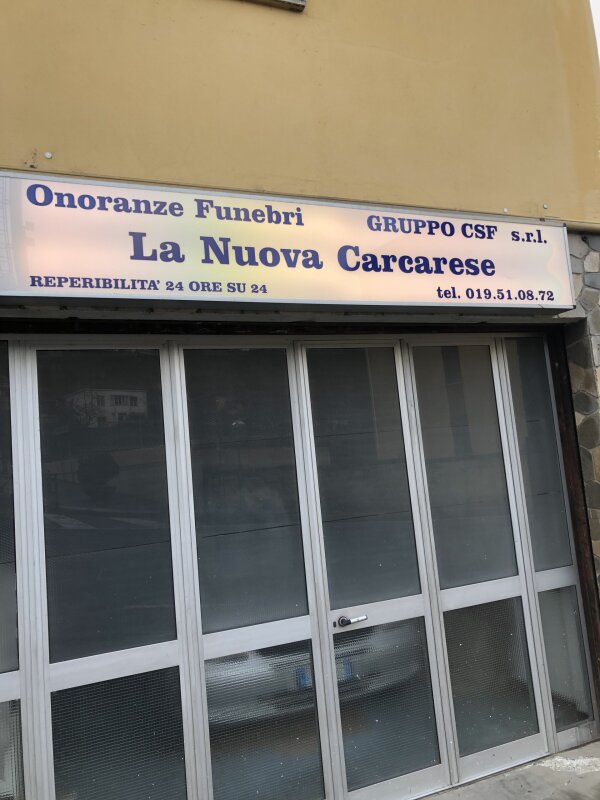 Onoranze Funebri GRUPPO CSF s.r.l.
La Nuova Carcarese
REPERIBILITA' 24 ORE SU 24 tel. 019.51.08.72